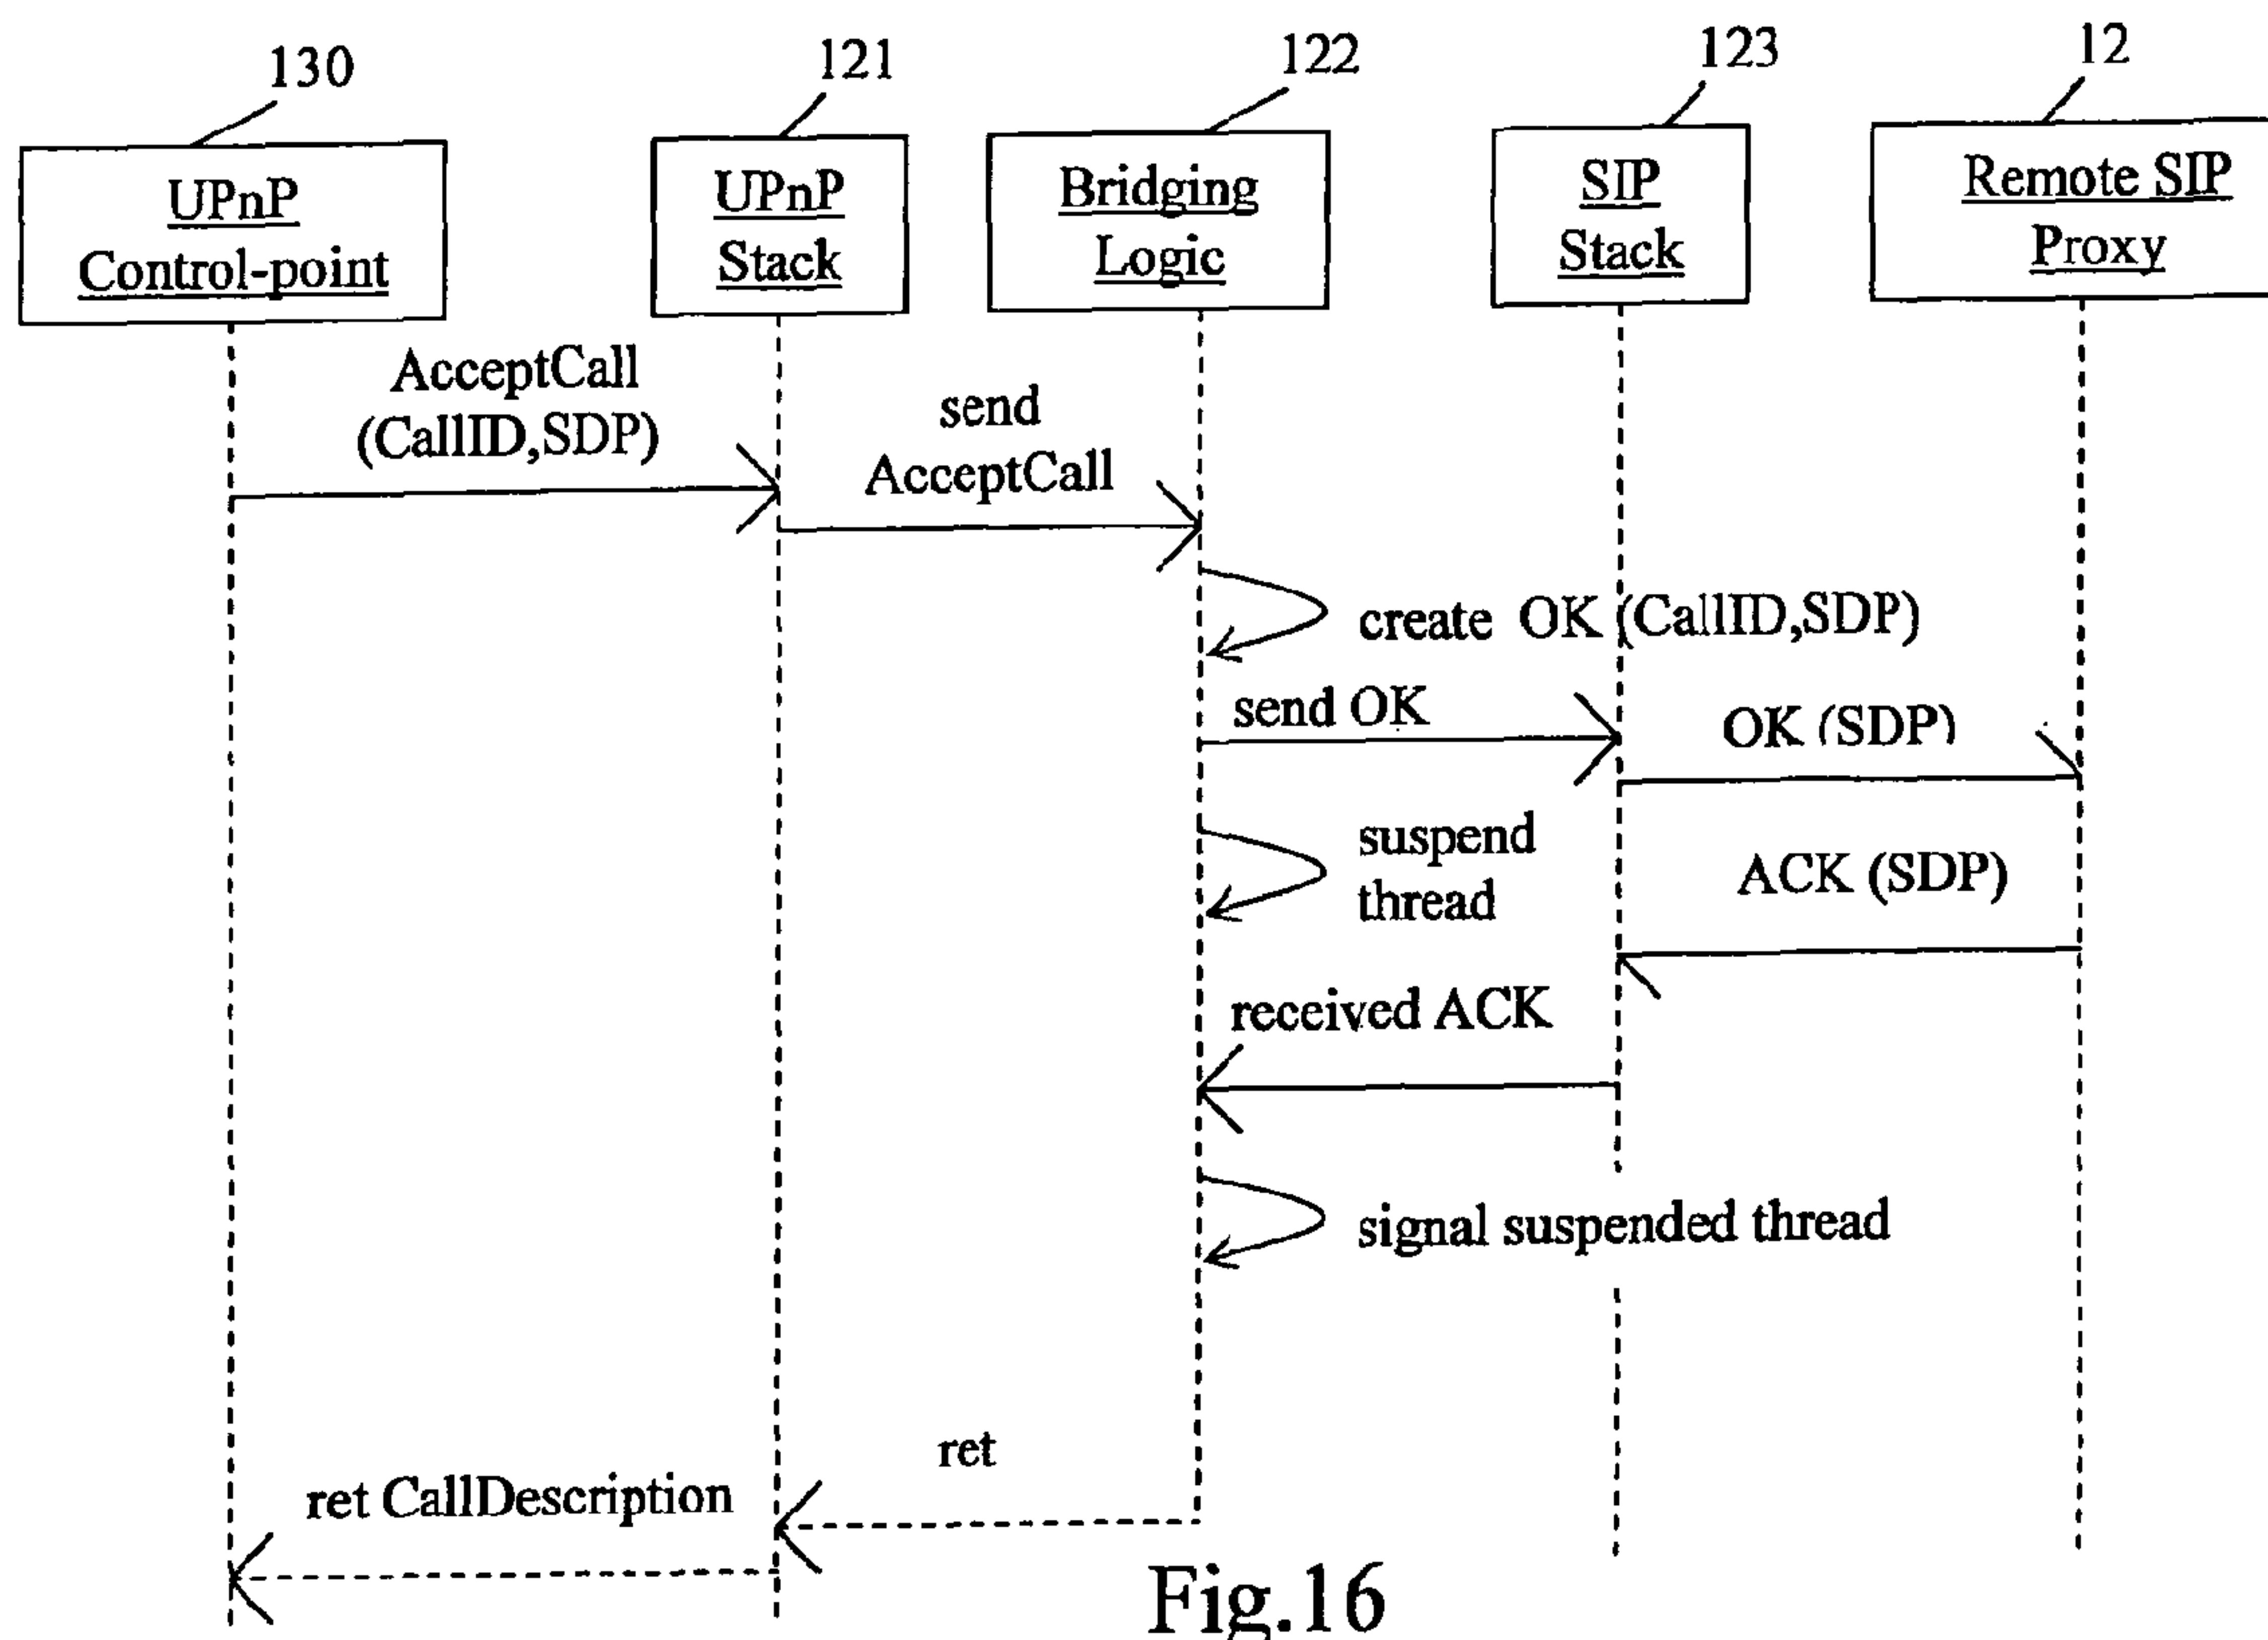 130
121
122
123
12
UPnP
Control-point
UPnP
Stack
Bridging
Logic
SIP
Stack
Remote SIP
Proxy
AcceptCall
(CallID,SDP)
send
AcceptCall
create OK (CallID,SDP)
send OK
OK (SDP)
suspend
thread
ACK (SDP)
received ACK
signal suspended thread
ret
ret CallDescription
Fig.16